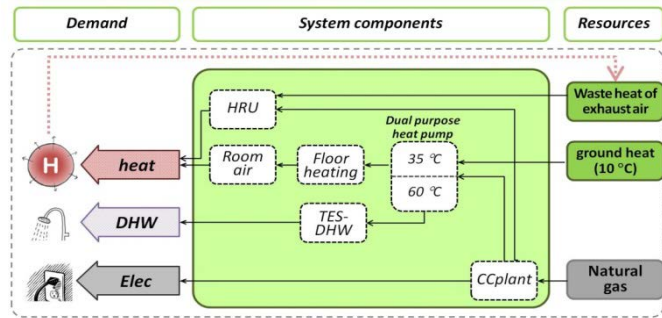 Demand
System components
Resources
HRU
Waste heat of
exhaust air
Dual purpose
heat pump
H
heat
Room
air
Floor
heating
35 °C
60 °C
ground heat
(10 °C)
DHW
TES-
DHW
Elec
CCplant
Natural
gas